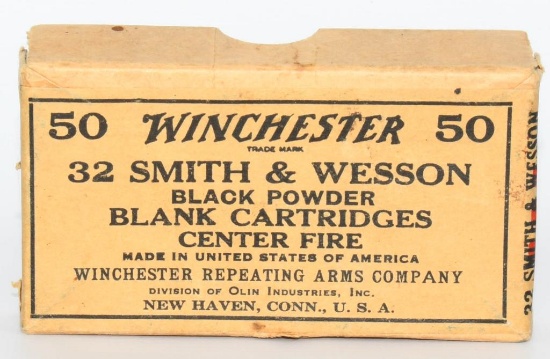 50 WINCHESTER 50
TRADE MARK
32 SMITH & WESSON
BLACK POWDER
BLANK CARTRIDGES
CENTER FIRE
MADE IN UNITED STATES OF AMERICA
WINCHESTER REPEATING ARMS COMPANY
DIVISION OF OLIN INDUSTRIES, INC.
NEW HAVEN, CONN., U. S. A.
32 SMITH & WESSON